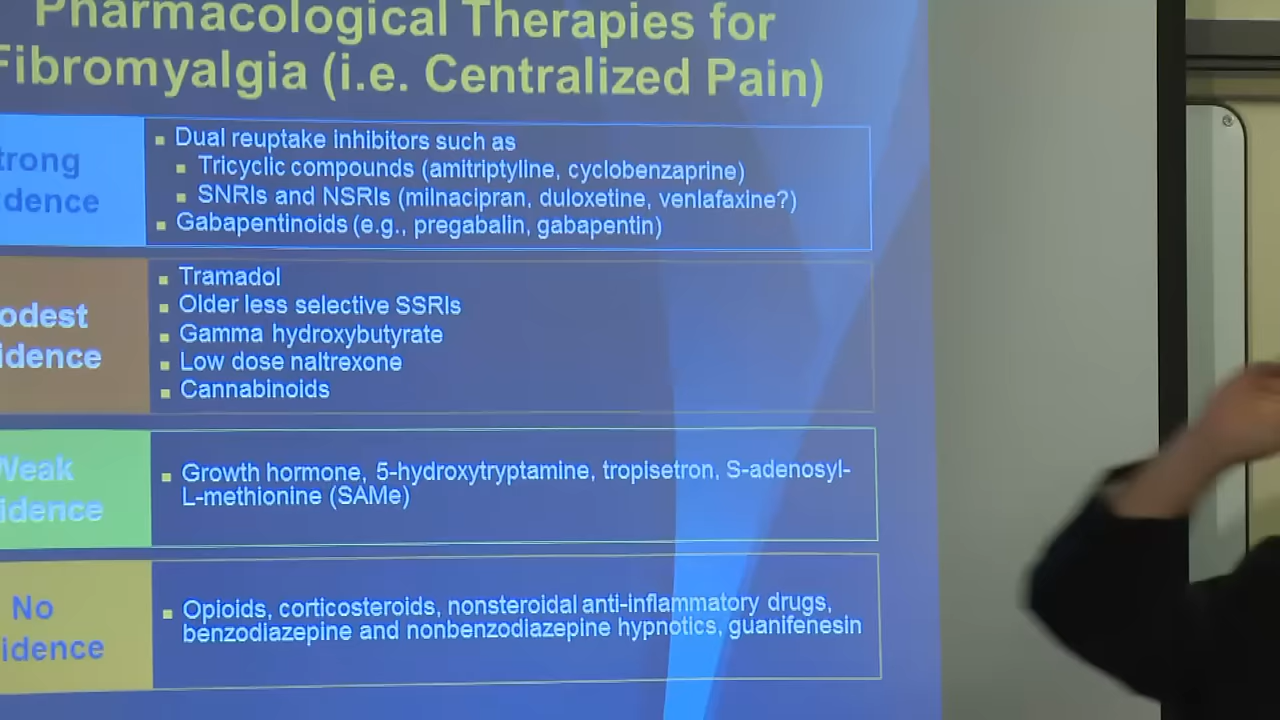 Pharmacological Therapies for
Fibromyalgia (i.e. Centralized Pain)
trong
dence
Dual reuptake inhibitors such as
Tricyclic compounds (amitriptyline, cyclobenzaprine)
SNRIs and NSRIs (milnacipran, duloxetine, venlafaxine?)
Gabapentinoids (e.g., pregabalin, gabapentin)
odest
idence
Tramadol
Older less selective SSRIs
Gamma hydroxybutyrate
Low dose naltrexone
Cannabinoids
Weak
idence
Growth hormone, 5-hydroxytryptamine, tropisetron, S-adenosyl-
L-methionine (SAMe)
No
idence
Opioids, corticosteroids, nonsteroidal anti-inflammatory drugs,
benzodiazepine and nonbenzodiazepine hypnotics, guanifenesin